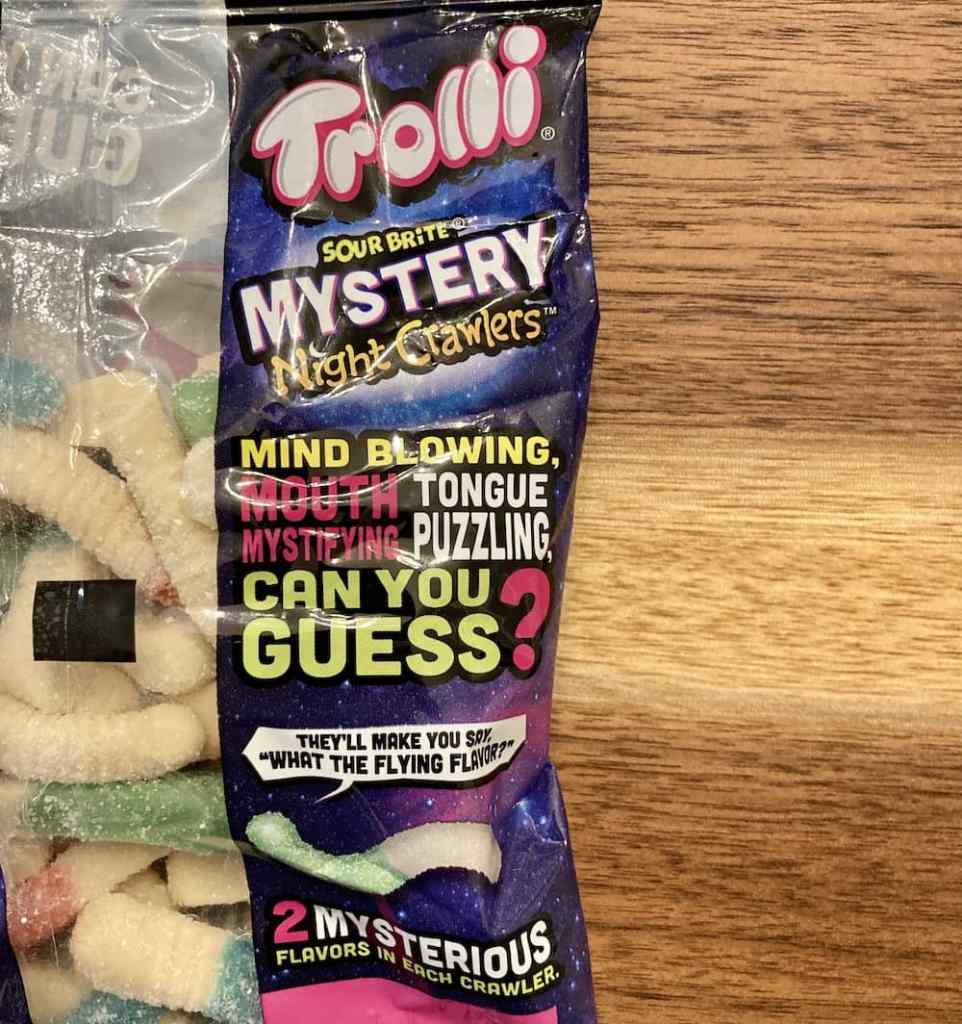 Trolli®
SOUR BRITE®
MYSTERY
Night Crawlers™
MIND BLOWING,
MOUTH
MYSTIFYING
TONGUE
PUZZLING,
CAN YOU
GUESS?
THEY'LL MAKE YOU SAY,
"WHAT THE FLYING FLAVOR?"
2 MYSTERIOUS
FLAVORS IN EACH CRAWLER.